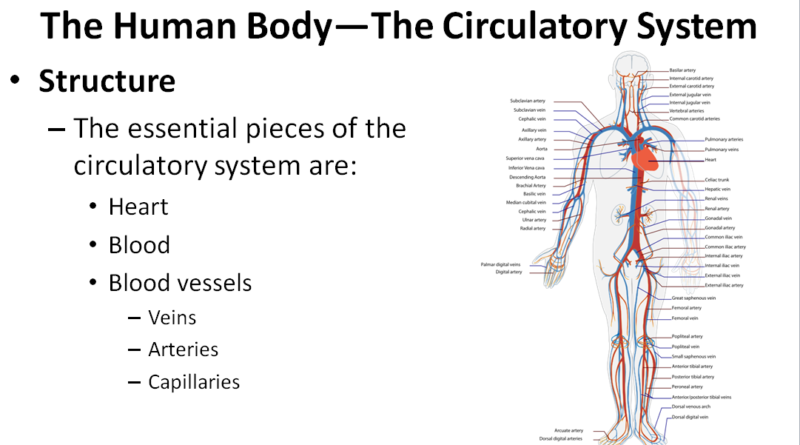 The Human Body—The Circulatory System
• Structure
– The essential pieces of the
circulatory system are:
• Heart
• Blood
• Blood vessels
– Veins
– Arteries
– Capillaries
Subclavian artery
Subclavian vein
Cephalic vein
Axillary vein
Axillary artery
Aorta
Superior vena cava
Inferior Vena cava
Descending Aorta
Brachial Artery
Basilic vein
Median cubital vein
Cephalic vein
Ulnar artery
Radial artery
Palmar digital veins
Digital artery
Arcuate artery
Dorsal digital arteries
Basilar artery
Internal carotid artery
External carotid artery
External jugular vein
Internal jugular vein
Vertebral arteries
Common carotid arteries
Pulmonary arteries
Pulmonary veins
Heart
Celiac trunk
Hepatic vein
Renal veins
Renal artery
Gonadal vein
Gonadal artery
Common iliac vein
Common iliac artery
Internal iliac artery
Internal iliac vein
External iliac vein
External iliac artery
Great saphenous vein
Femoral artery
Femoral vein
Popliteal artery
Popliteal vein
Small saphenous vein
Anterior tibial artery
Posterior tibial artery
Peroneal artery
Anterior/posterior tibial veins
Dorsal venous arch
Dorsal digital vein